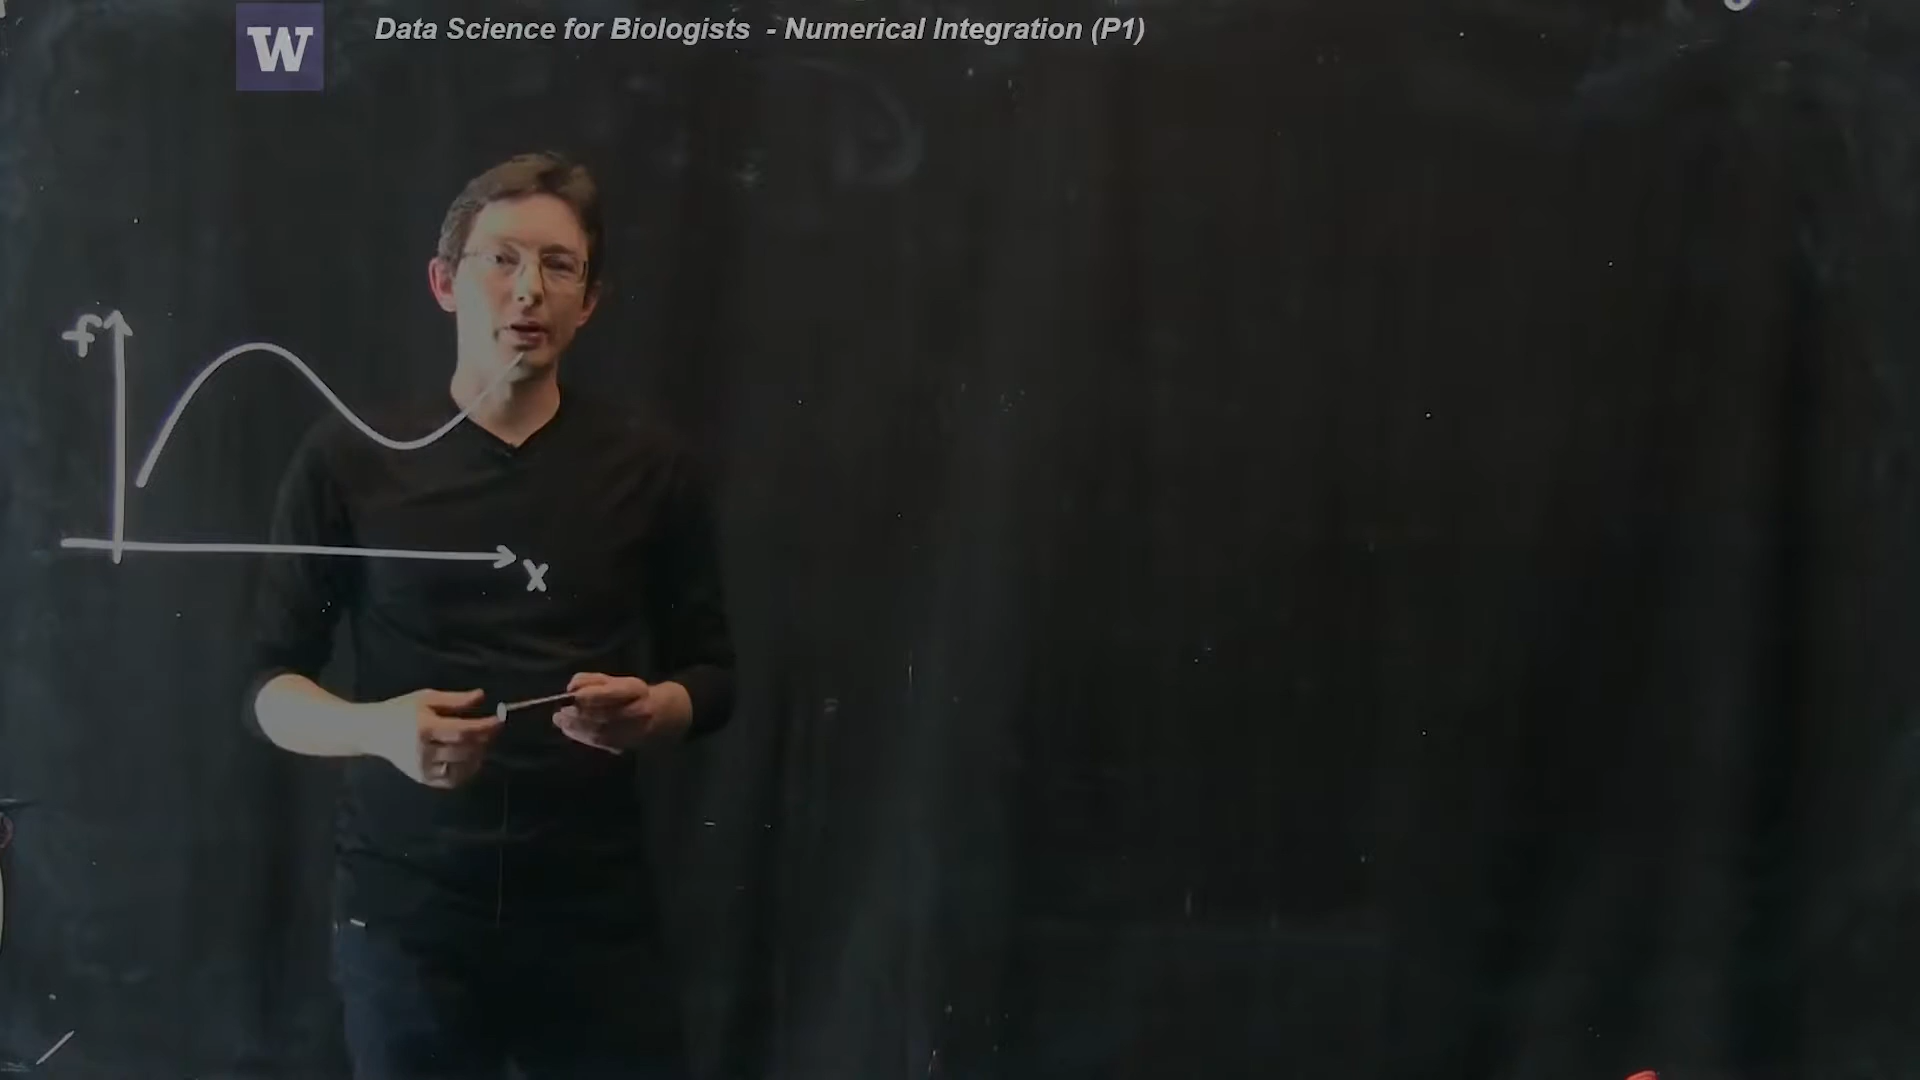 W
Data Science for Biologists - Numerical Integration (P1)
f
x